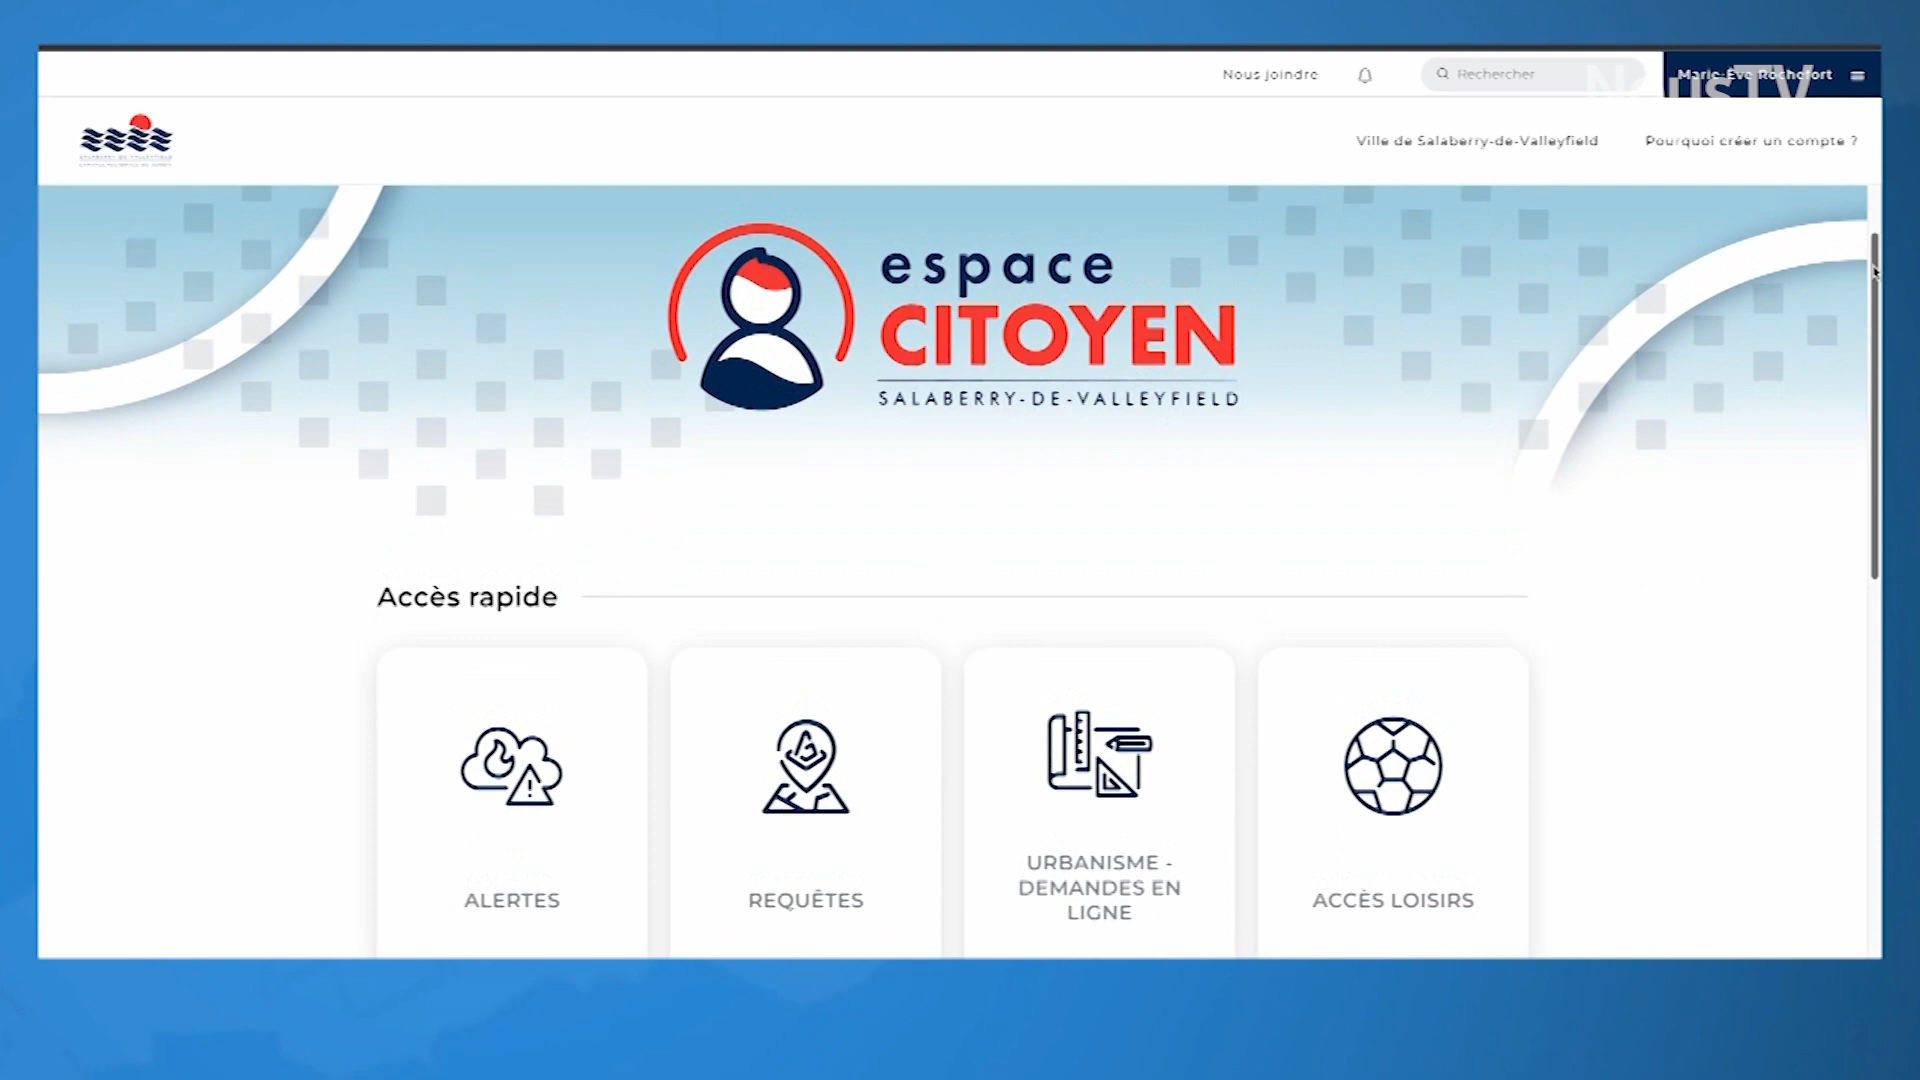 Nous joindre
Rechercher
Marie-Ève Rochefort
NousTV
Ville de Salaberry-de-Valleyfield
Pourquoi créer un compte ?
espace
CITOYEN
SALABERRY-DE-VALLEYFIELD
Accès rapide
ALERTES
REQUÊTES
URBANISME -
DEMANDES EN
LIGNE
ACCÈS LOISIRS